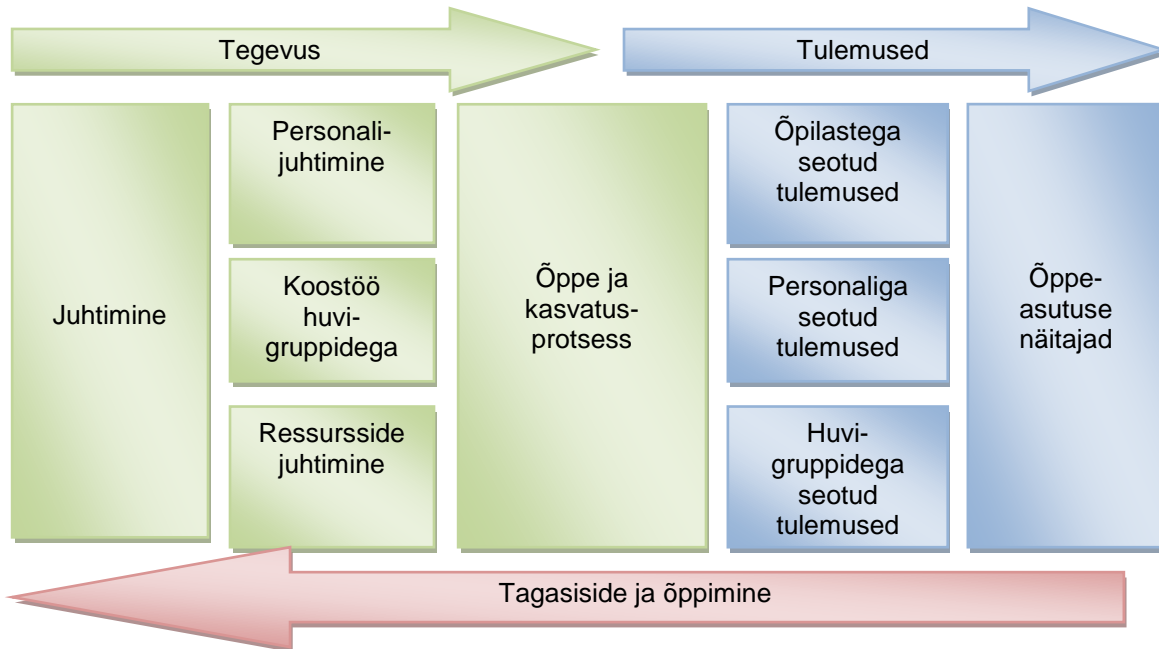 Tegevus
Tulemused
Juhtimine
Personali-
juhtimine
Koostöö
huvi-
gruppidega
Ressursside
juhtimine
Õppe ja
kasvatus-
protsess
Õpilastega
seotud
tulemused
Personaliga
seotud
tulemused
Huvi-
gruppidega
seotud
tulemused
Õppe-
asutuse
näitajad
Tagasiside ja õppimine